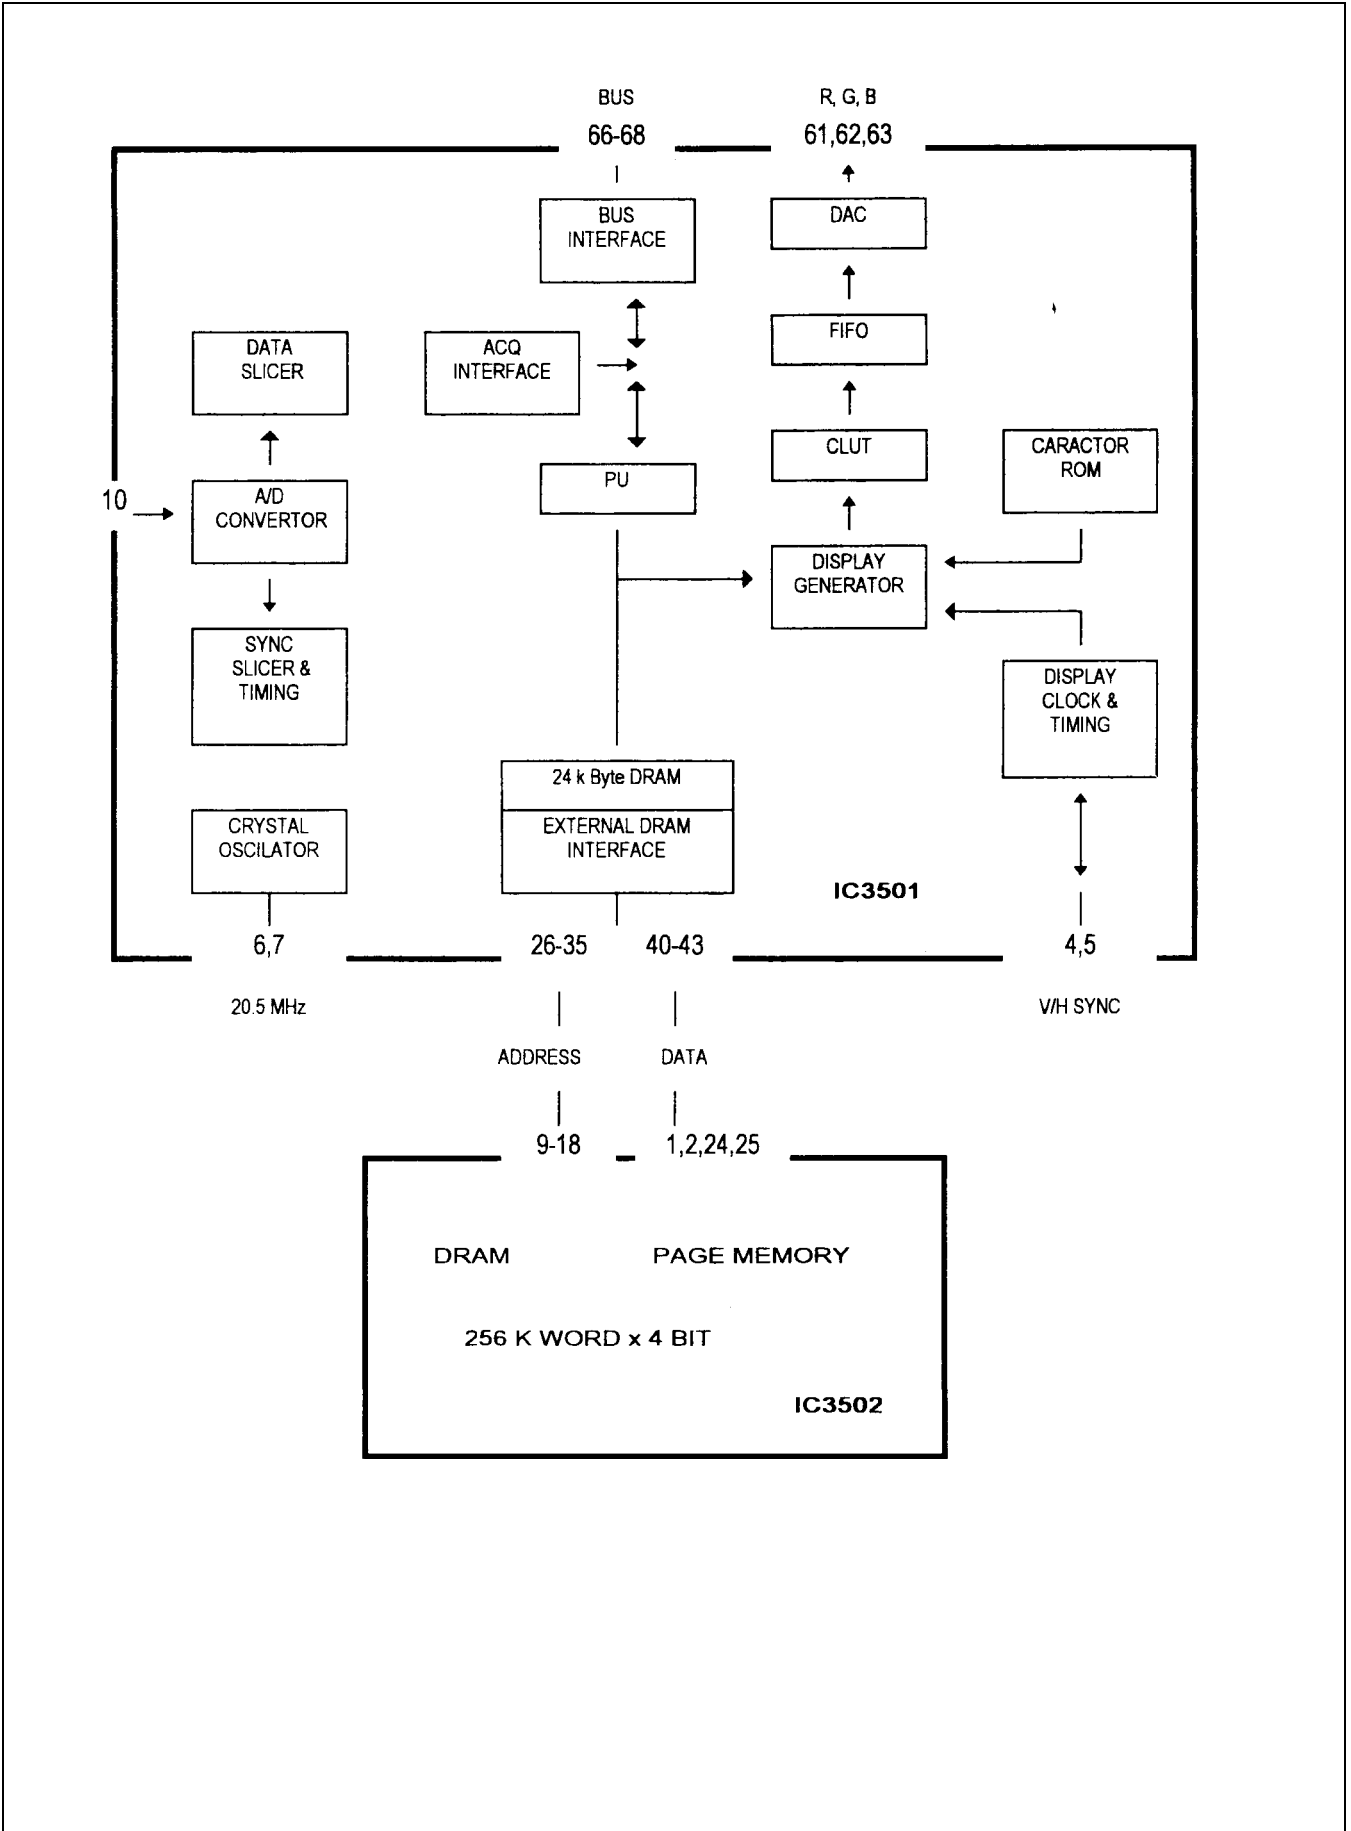 BUS
R, G, B
66-68
61,62,63
BUS
INTERFACE
DAC
DATA
SLICER
ACQ
INTERFACE
FIFO
10
A/D
CONVERTOR
PU
CLUT
CARACTOR
ROM
DISPLAY
GENERATOR
SYNC
SLICER &
TIMING
DISPLAY
CLOCK &
TIMING
24 k Byte DRAM
CRYSTAL
OSCILATOR
EXTERNAL DRAM
INTERFACE
IC3501
6,7
26-35
40-43
4,5
20.5 MHz
V/H SYNC
ADDRESS
DATA
9-18
1,2,24,25
DRAM
PAGE MEMORY
256 K WORD x 4 BIT
IC3502